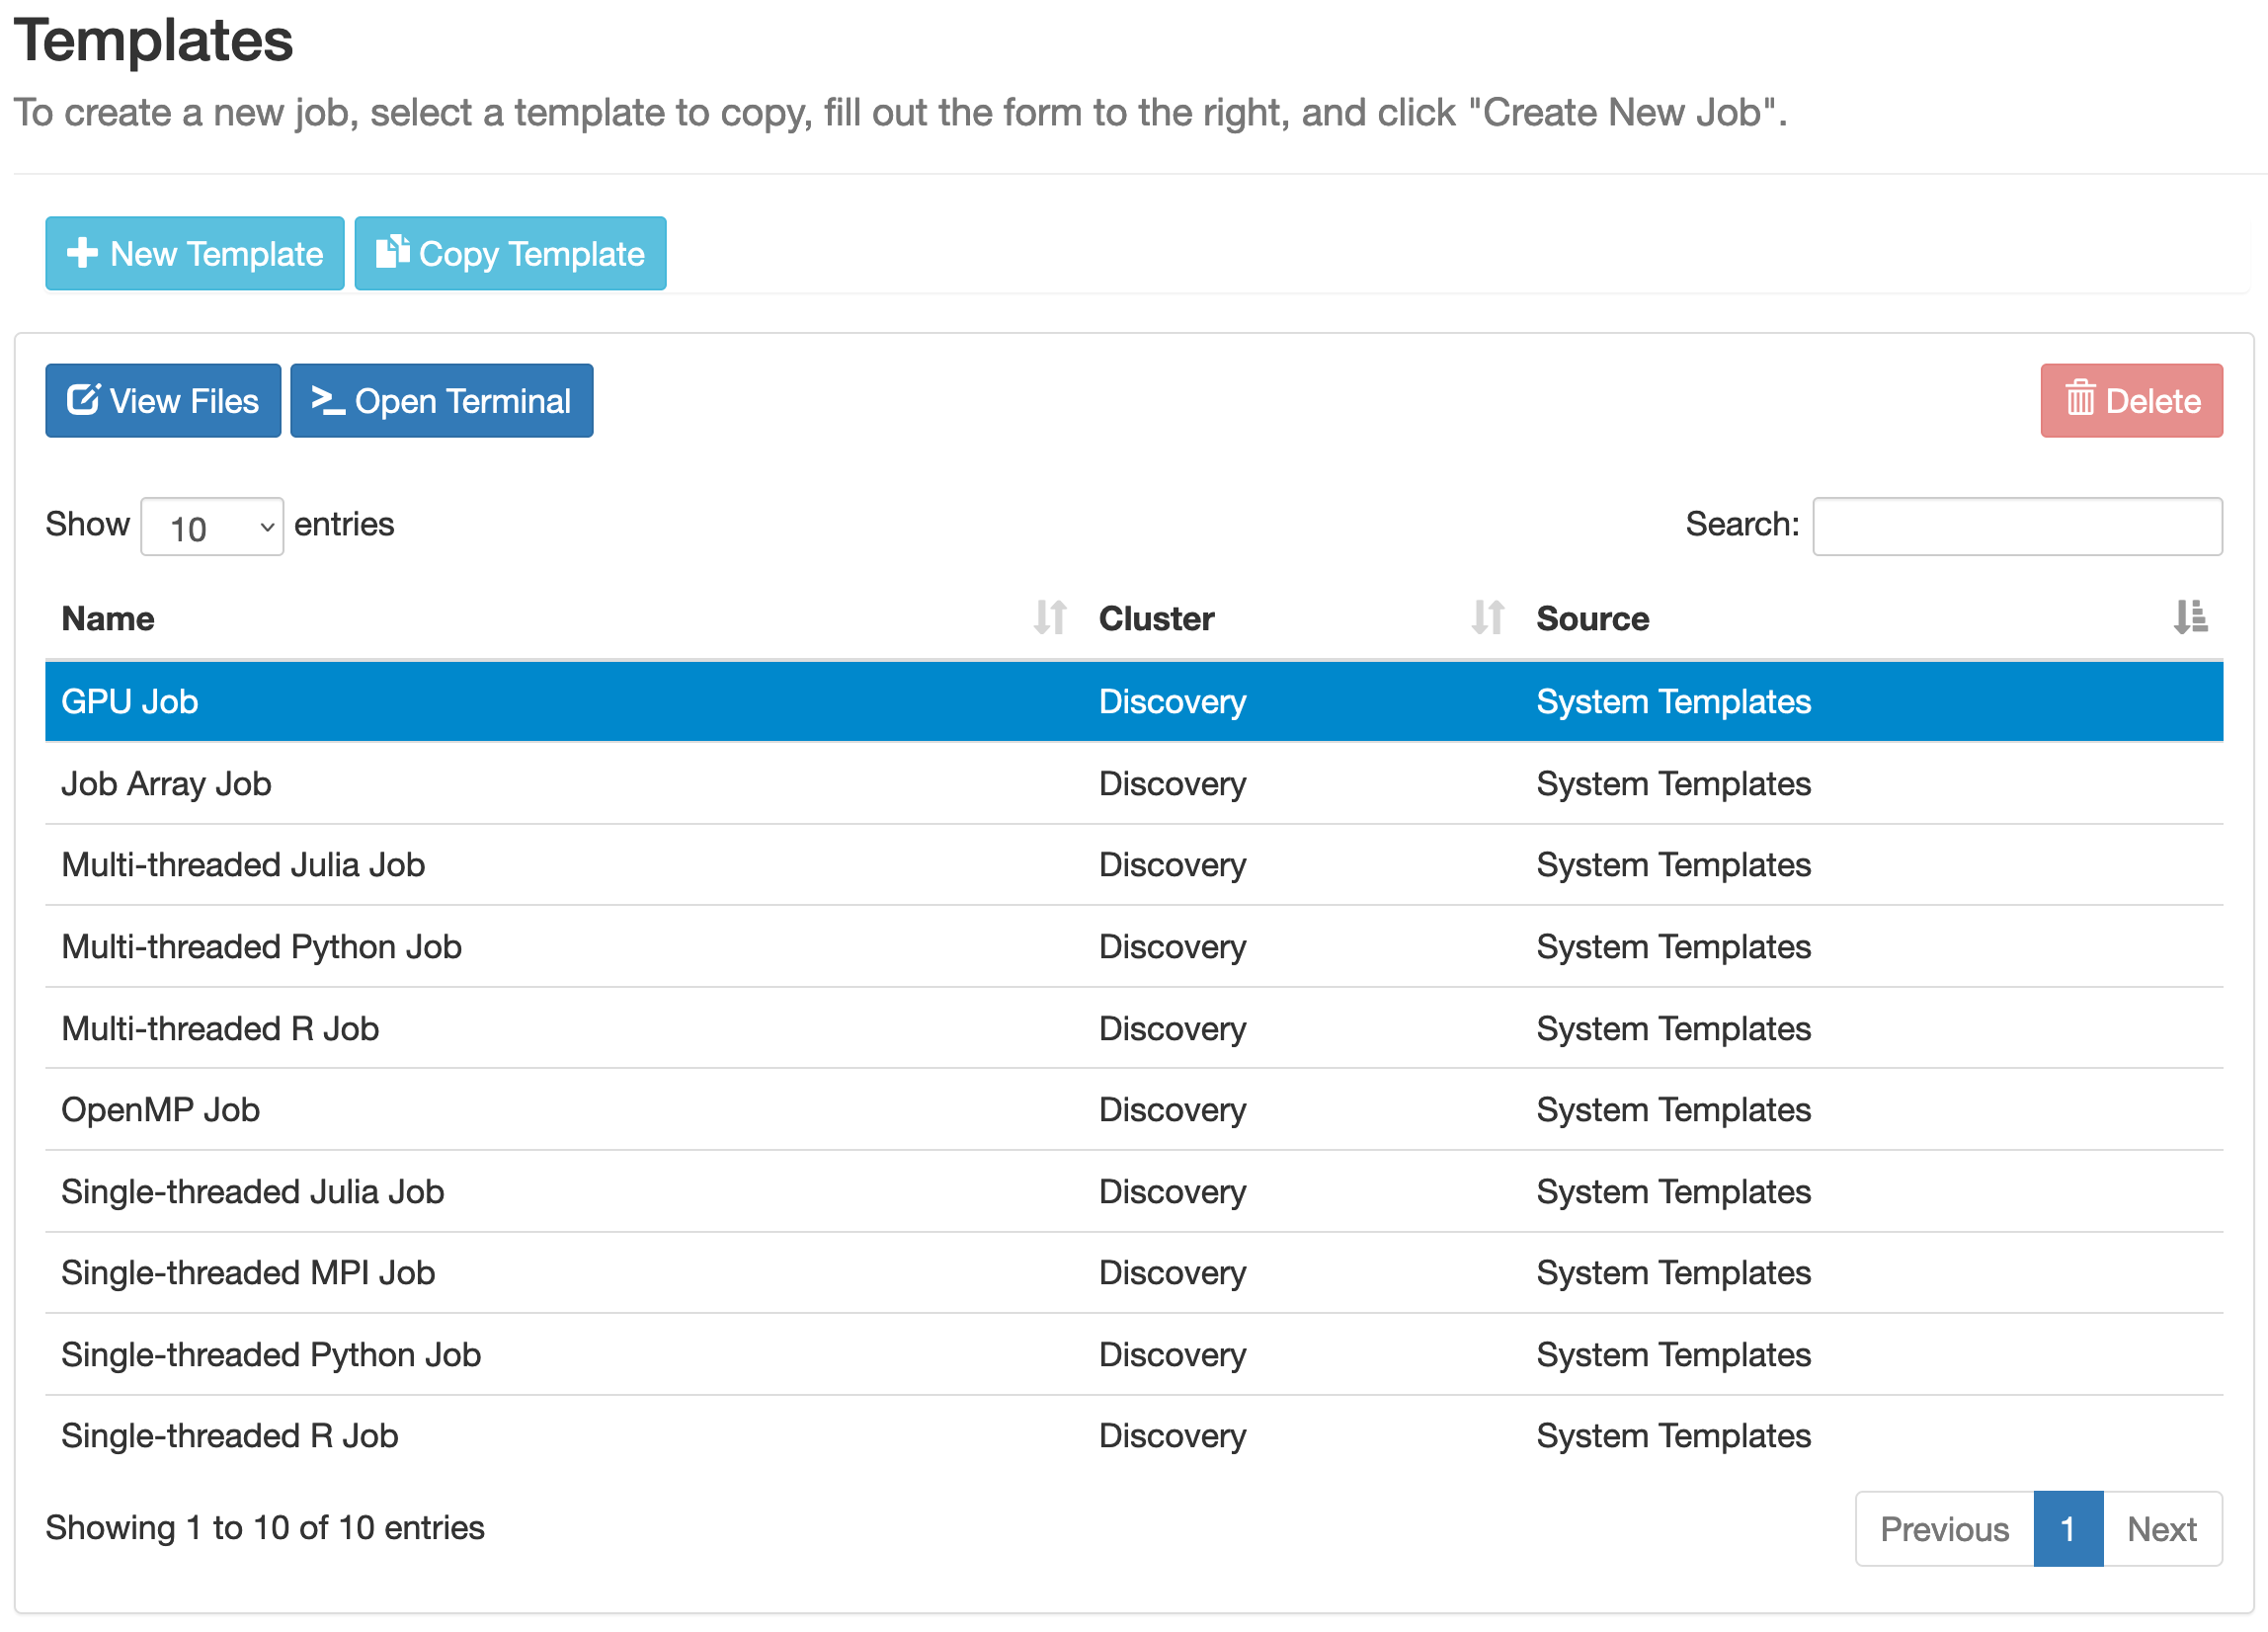 Templates
To create a new job, select a template to copy, fill out the form to the right, and click "Create New Job".
New Template Copy Template
View Files Open Terminal Delete
Show 10 entries Search:
Name Cluster Source
GPU Job Discovery System Templates
Job Array Job Discovery System Templates
Multi-threaded Julia Job Discovery System Templates
Multi-threaded Python Job Discovery System Templates
Multi-threaded R Job Discovery System Templates
OpenMP Job Discovery System Templates
Single-threaded Julia Job Discovery System Templates
Single-threaded MPI Job Discovery System Templates
Single-threaded Python Job Discovery System Templates
Single-threaded R Job Discovery System Templates
Showing 1 to 10 of 10 entries Previous 1 Next